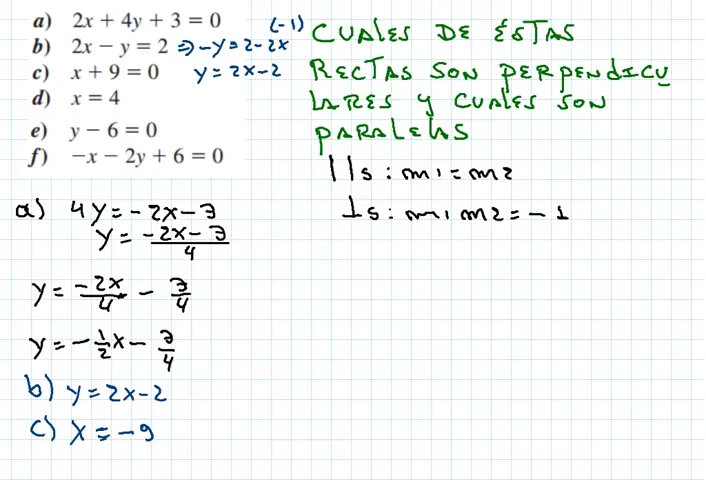 a) 2x + 4y + 3 = 0
b) 2x − y = 2 ⇒ −y = 2 − 2x (-1)
c) x + 9 = 0 y = 2x − 2
d) x = 4
e) y − 6 = 0
f) −x − 2y + 6 = 0
CUALES DE ESTAS
RECTAS SON PERPENDICU
LARES Y CUALES SON
PARALELAS
||s : m1 = m2
⊥s : m1 m2 = −1
a) 4y = −2x − 3
y = −2x − 3 / 4
y = −2x/4 − 3/4
y = −1/2 x − 3/4
b) y = 2x − 2
c) x = −9